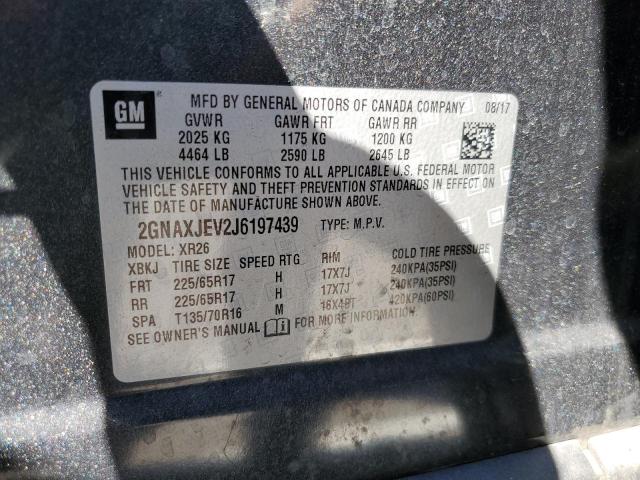 GM
MFD BY GENERAL MOTORS OF CANADA COMPANY 08/17
GVWR GAWR FRT GAWR RR
2025 KG 1175 KG 1200 KG
4464 LB 2590 LB 2645 LB
THIS VEHICLE CONFORMS TO ALL APPLICABLE U.S. FEDERAL MOTOR
VEHICLE SAFETY AND THEFT PREVENTION STANDARDS IN EFFECT ON
THE DATE OF MANUFACTURE SHOWN ABOVE.
2GNAXJEV2J6197439 TYPE: M.P.V.
MODEL: XR26
XBKJ TIRE SIZE SPEED RTG RIM COLD TIRE PRESSURE
FRT 225/65R17 H 17X7J 240KPA(35PSI)
RR 225/65R17 H 17X7J 240KPA(35PSI)
SPA T135/70R16 M 16X4BT 420KPA(60PSI)
SEE OWNER'S MANUAL FOR MORE INFORMATION.